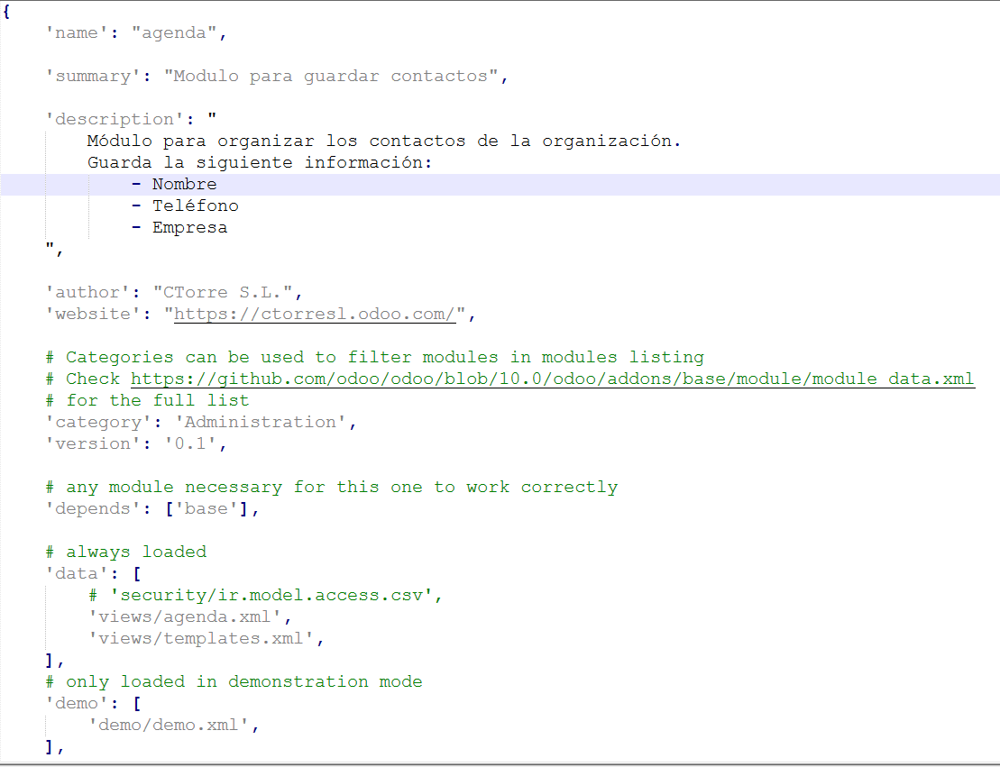 {
    'name': "agenda",

    'summary': "Modulo para guardar contactos",

    'description': "
        Módulo para organizar los contactos de la organización.
        Guarda la siguiente información:
            - Nombre
            - Teléfono
            - Empresa
    ",

    'author': "CTorre S.L.",
    'website': "https://ctorresl.odoo.com/",

    # Categories can be used to filter modules in modules listing
    # Check https://github.com/odoo/odoo/blob/10.0/odoo/addons/base/module/module_data.xml
    # for the full list
    'category': 'Administration',
    'version': '0.1',

    # any module necessary for this one to work correctly
    'depends': ['base'],

    # always loaded
    'data': [
        # 'security/ir.model.access.csv',
        'views/agenda.xml',
        'views/templates.xml',
    ],
    # only loaded in demonstration mode
    'demo': [
        'demo/demo.xml',
    ],